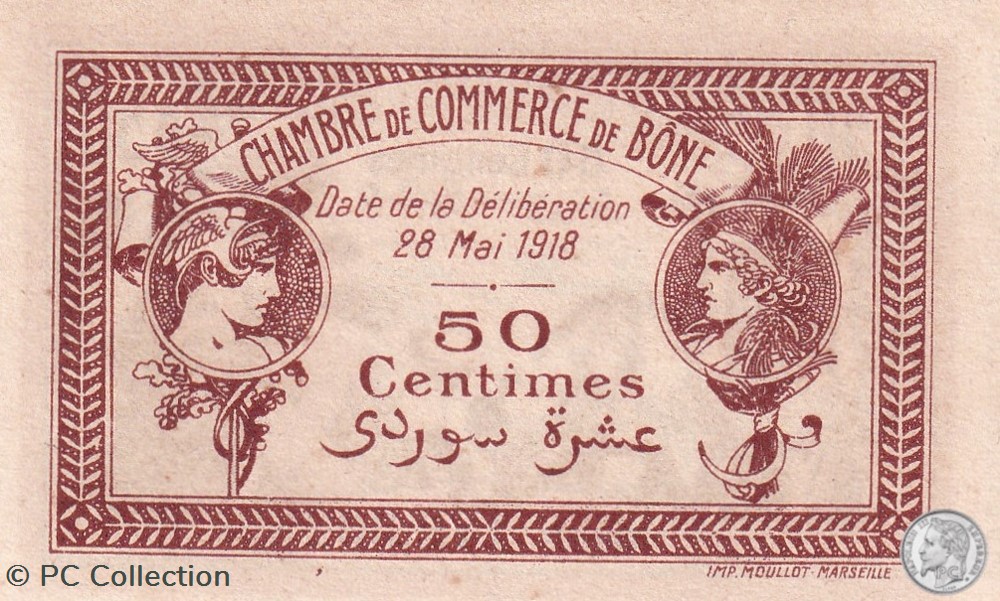 CHAMBRE DE COMMERCE DE BÔNE
Date de la Délibération
28 Mai 1918
50
Centimes
عشرة سوردى
IMP. MOULLOT - MARSEILLE
© PC Collection
PC